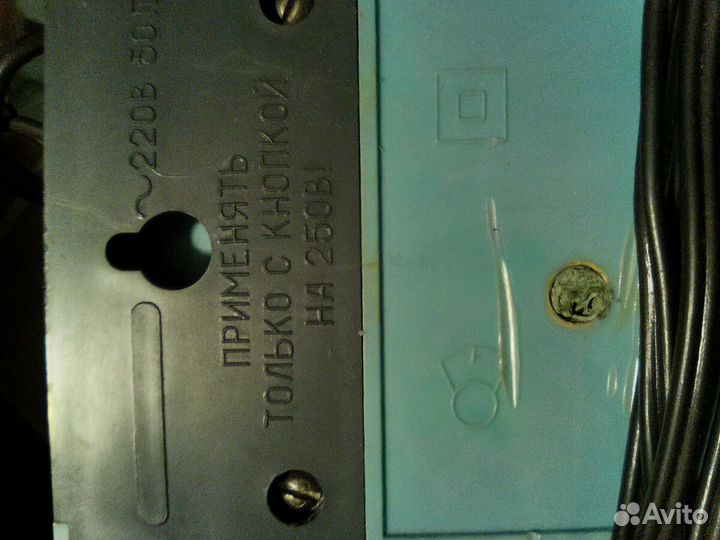 ~220В 50Г
ПРИМЕНЯТЬ
ТОЛЬКО С КНОПКОЙ
НА 250В!
Avito